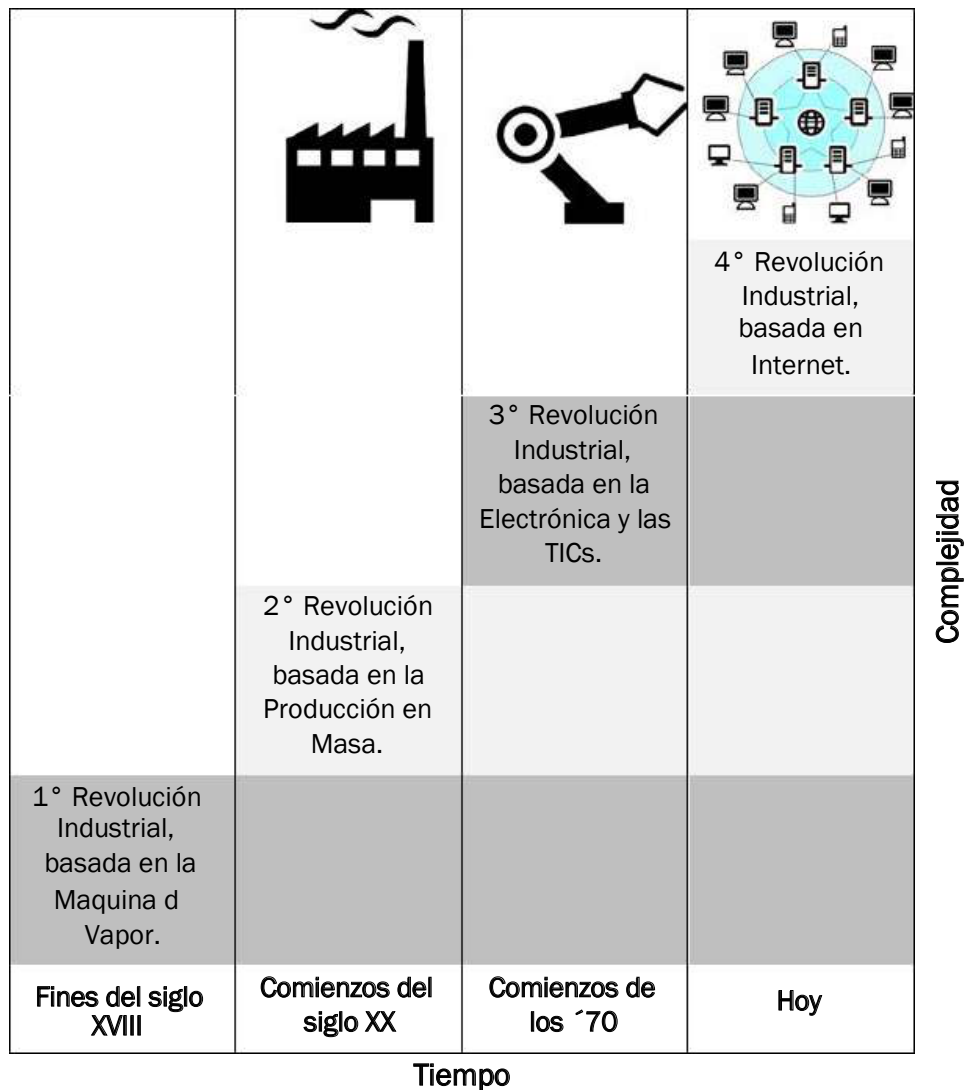 4° Revolución
Industrial,
basada en
Internet.
3° Revolución
Industrial,
basada en la
Electrónica y las
TICs.
2° Revolución
Industrial,
basada en la
Producción en
Masa.
1° Revolución
Industrial,
basada en la
Maquina d
Vapor.
Fines del siglo
XVIII
Comienzos del
siglo XX
Comienzos de
los ´70
Hoy
Tiempo
Complejidad